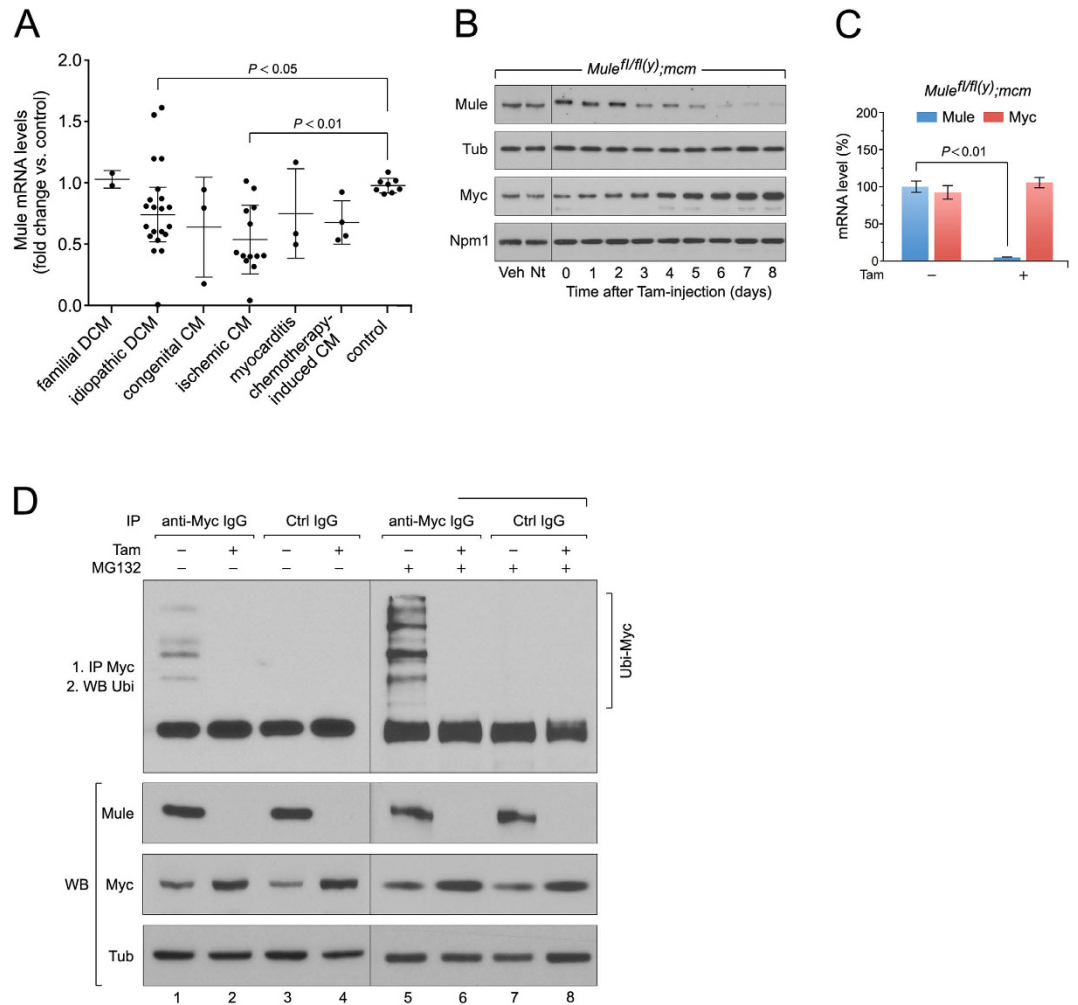 A
Mule mRNA levels
(fold change vs. control)
2.0
1.5
1.0
0.5
0.0
P < 0.05
P < 0.01
familial DCM
idiopathic DCM
congenital CM
ischemic CM
myocarditis
chemotherapy-
induced CM
control
B
Mule fl/fl(y);mcm
Mule
Tub
Myc
Npm1
Veh Nt 0 1 2 3 4 5 6 7 8
Time after Tam-injection (days)
C
Mule fl/fl(y);mcm
Mule Myc
P<0.01
mRNA level (%)
150
100
50
0
Tam − +
D
IP anti-Myc IgG Ctrl IgG anti-Myc IgG Ctrl IgG
Tam − + − + − + − +
MG132 − − − − + + + +
1. IP Myc
2. WB Ubi
Ubi-Myc
WB
Mule
Myc
Tub
1 2 3 4 5 6 7 8